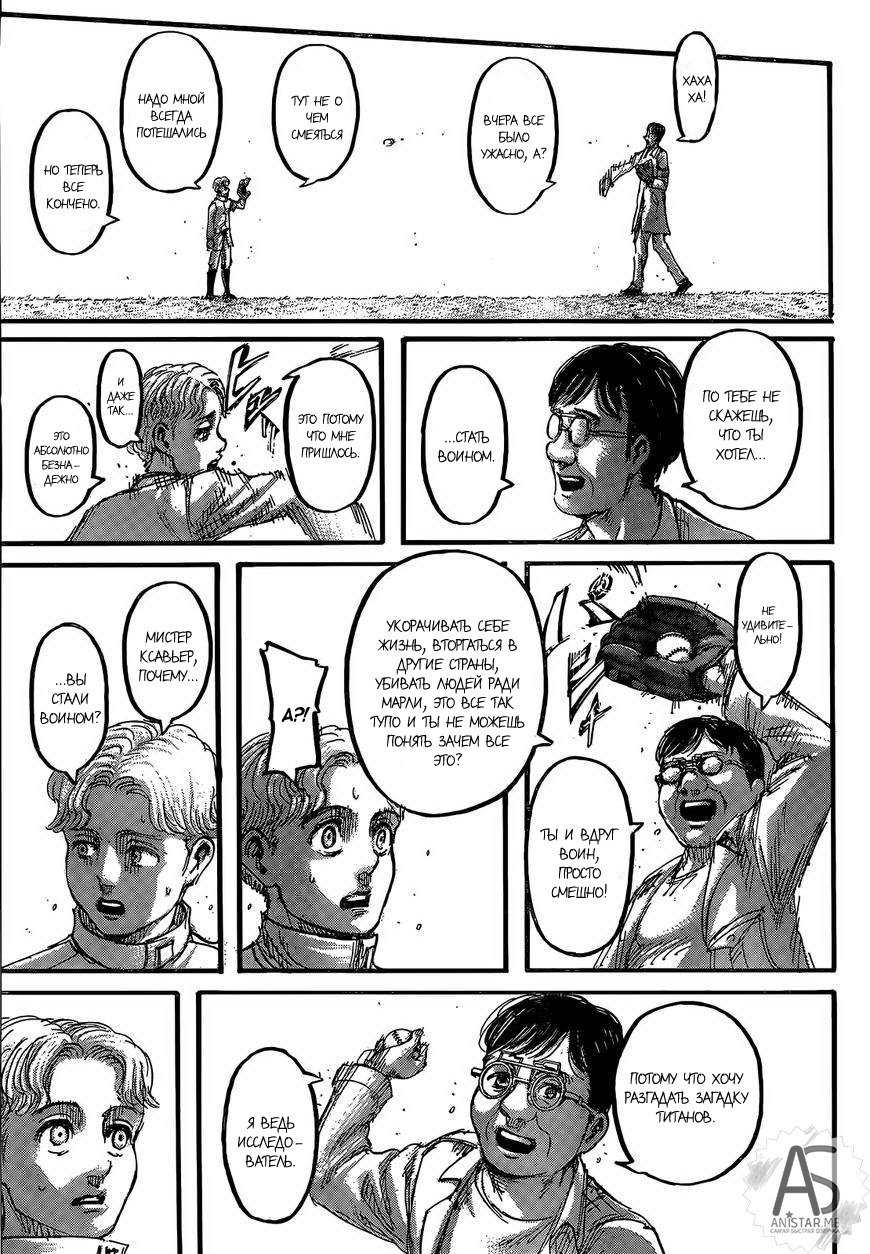 ХАХА
ХА!
ВЧЕРА ВСЕ
БЫЛО
УЖАСНО, А?
ТУТ НЕ О
ЧЕМ
СМЕЯТЬСЯ
НАДО МНОЙ
ВСЕГДА
ПОТЕШАЛИСЬ
НО ТЕПЕРЬ
ВСЕ
КОНЧЕНО.
ПО ТЕБЕ НЕ
СКАЖЕШЬ,
ЧТО ТЫ
ХОТЕЛ...
...СТАТЬ
ВОИНОМ.
ЭТО ПОТОМУ
ЧТО МНЕ
ПРИШЛОСЬ.
И
ДАЖЕ
ТАК...
ЭТО
АБСОЛЮТНО
БЕЗНА-
ДЕЖНО
НЕ
УДИВИТЕ-
ЛЬНО!
ТЫ И ВДРУГ
ВОИН,
ПРОСТО
СМЕШНО!
УКОРАЧИВАТЬ СЕБЕ
ЖИЗНЬ, ВТОРГАТЬСЯ В
ДРУГИЕ СТРАНЫ,
УБИВАТЬ ЛЮДЕЙ РАДИ
МАРЛИ, ЭТО ВСЕ ТАК
ТУПО И ТЫ НЕ МОЖЕШЬ
ПОНЯТЬ ЗАЧЕМ ВСЕ
ЭТО?
А?!
МИСТЕР
КСАВЬЕР,
ПОЧЕМУ...
...ВЫ
СТАЛИ
ВОИНОМ?
ПОТОМУ ЧТО ХОЧУ
РАЗГАДАТЬ ЗАГАДКУ
ТИТАНОВ.
Я ВЕДЬ
ИССЛЕДО-
ВАТЕЛЬ.
AS
ANISTAR.ME
САМАЯ БЫСТРАЯ ОЗВУЧКА